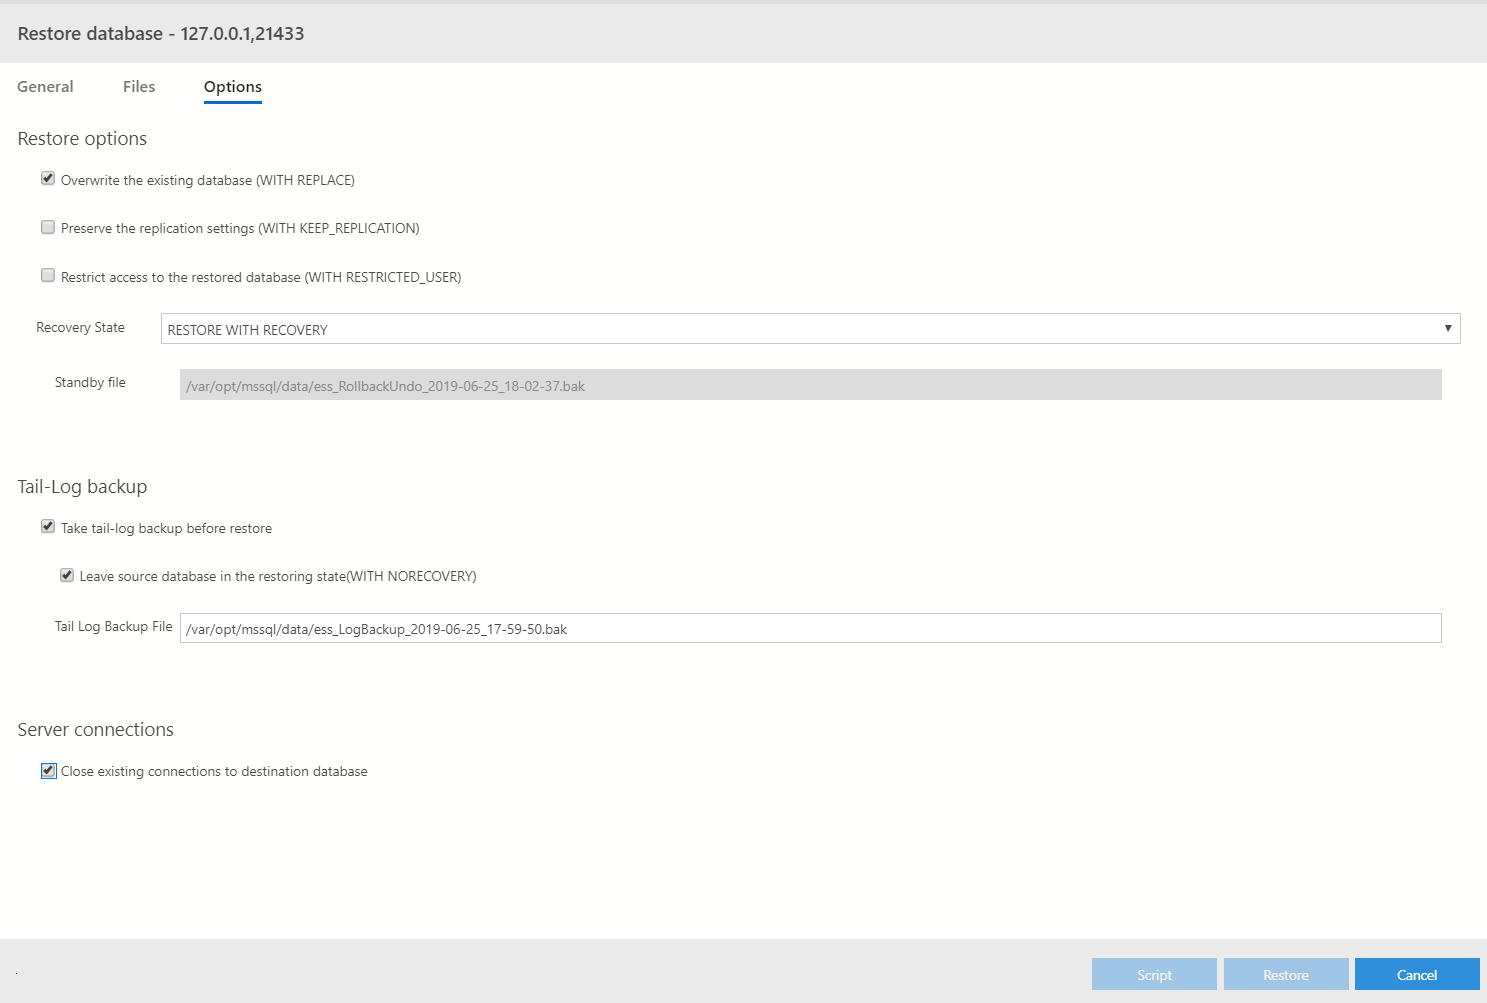 Restore database - 127.0.0.1,21433
General Files Options
Restore options
Overwrite the existing database (WITH REPLACE)
Preserve the replication settings (WITH KEEP_REPLICATION)
Restrict access to the restored database (WITH RESTRICTED_USER)
Recovery State RESTORE WITH RECOVERY
Standby file /var/opt/mssql/data/ess_RollbackUndo_2019-06-25_18-02-37.bak
Tail-Log backup
Take tail-log backup before restore
Leave source database in the restoring state(WITH NORECOVERY)
Tail Log Backup File /var/opt/mssql/data/ess_LogBackup_2019-06-25_17-59-50.bak
Server connections
Close existing connections to destination database
Script Restore Cancel